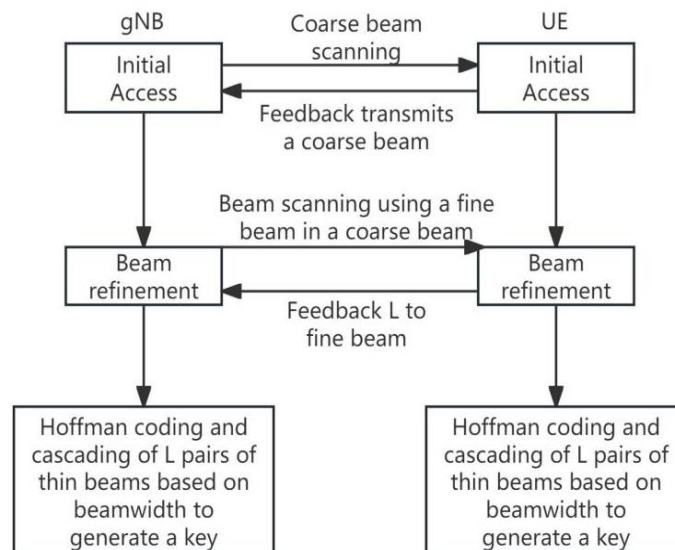 gNB
UE
Initial
Access
Coarse beam
scanning
Initial
Access
Feedback transmits
a coarse beam
Beam scanning using a fine
beam in a coarse beam
Beam
refinement
Beam
refinement
Feedback L to
fine beam
Hoffman coding and
cascading of L pairs of
thin beams based on
beamwidth to
generate a key
Hoffman coding and
cascading of L pairs of
thin beams based on
beamwidth to
generate a key